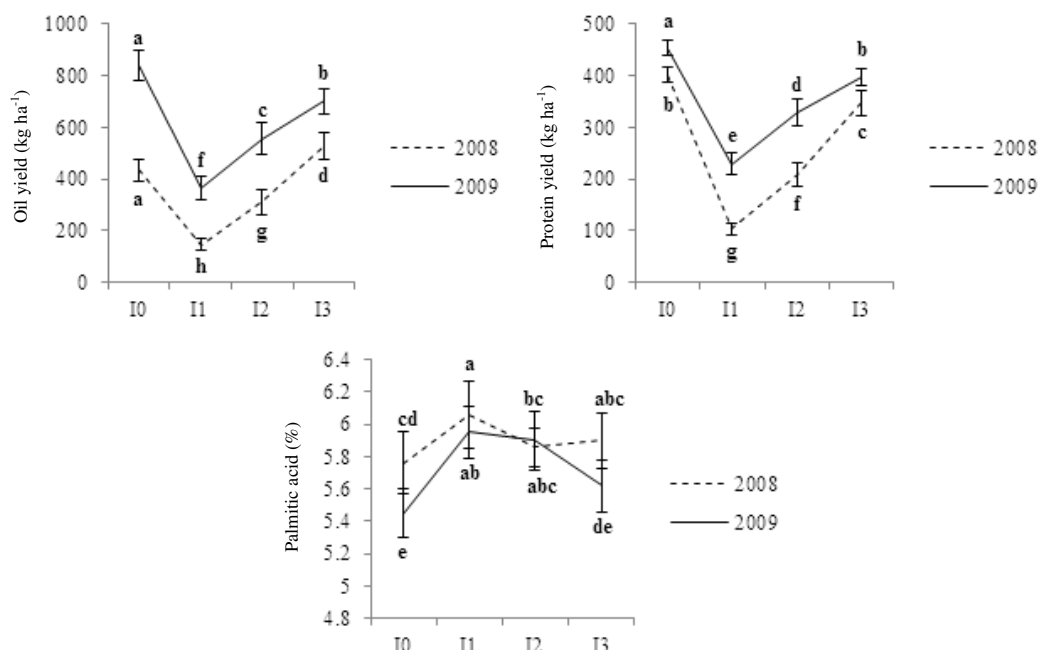 Oil yield (kg ha-1)
1000
800
600
400
200
0
a
f
c
b
a
h
g
d
I0 I1 I2 I3
2008
2009
Protein yield (kg ha-1)
500
400
300
200
100
0
a
e
d
b
b
g
f
c
I0 I1 I2 I3
2008
2009
Palmitic acid (%)
6.4
6.2
6
5.8
5.6
5.4
5.2
5
4.8
cd
a
bc
abc
e
ab
abc
de
I0 I1 I2 I3
2008
2009